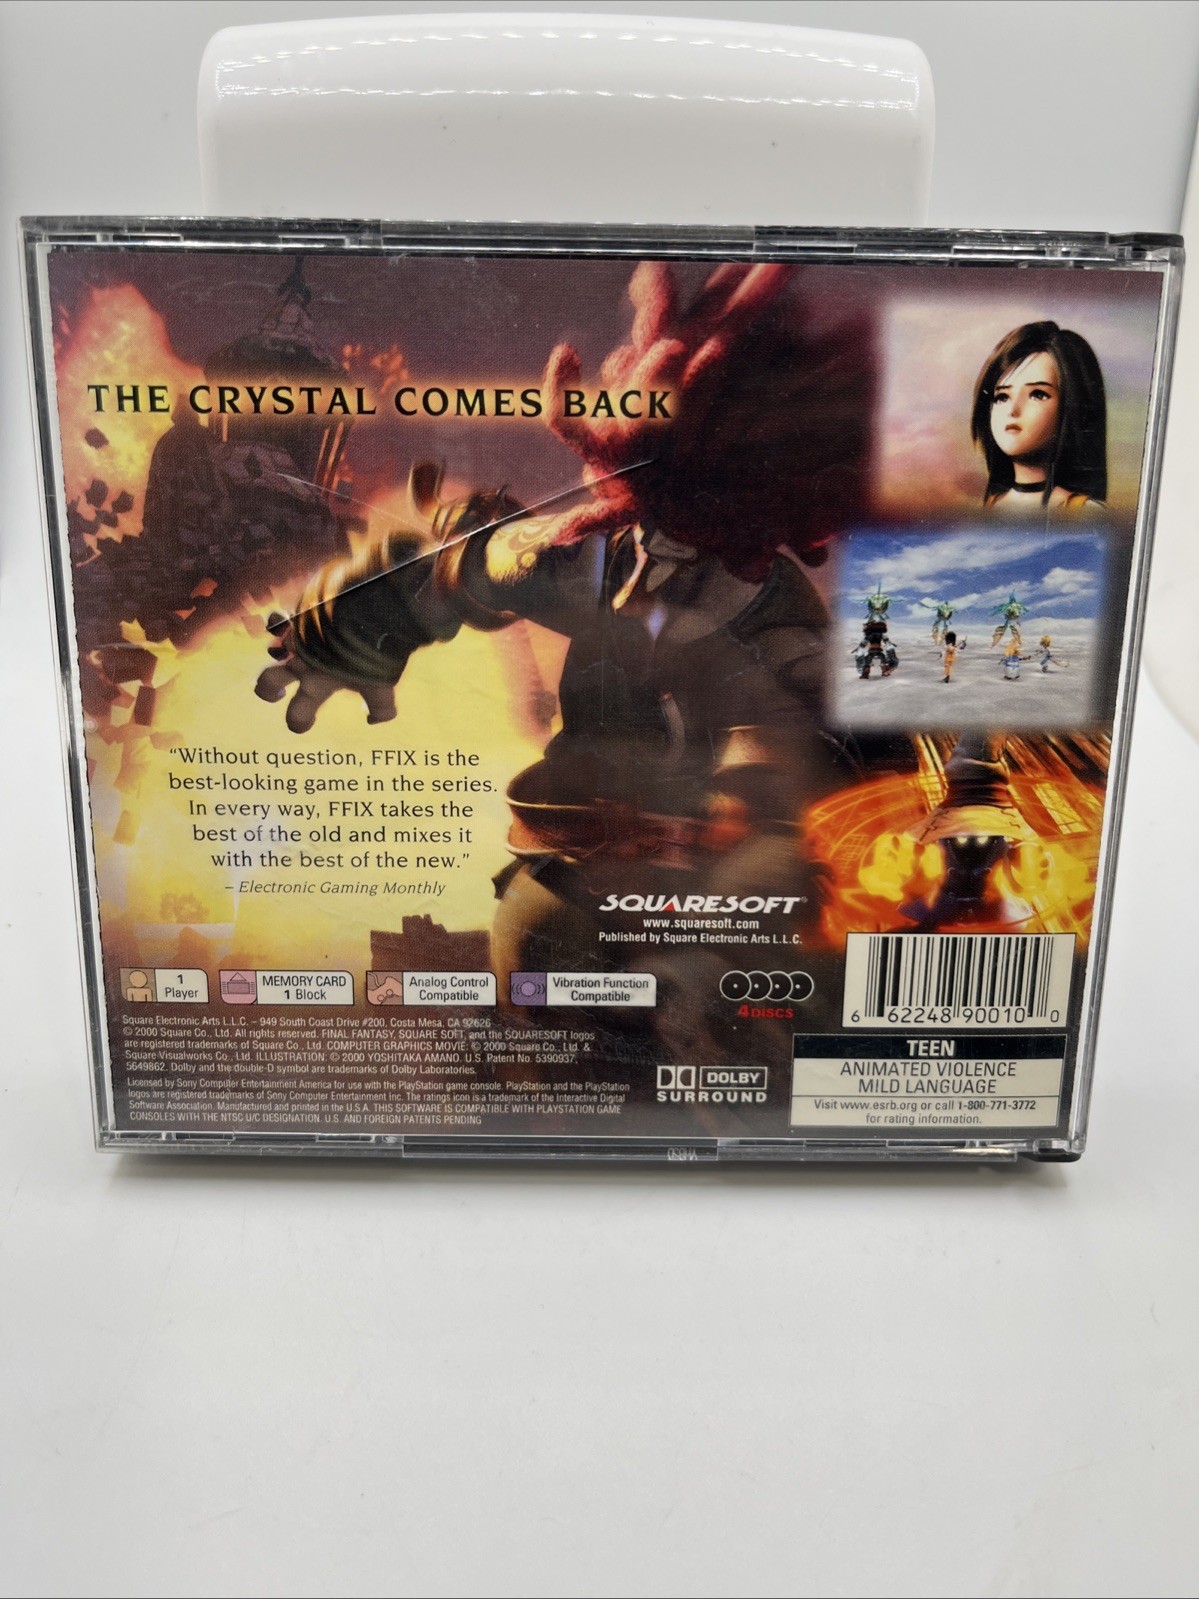 THE CRYSTAL COMES BACK
“Without question, FFIX is the
best-looking game in the series.
In every way, FFIX takes the
best of the old and mixes it
with the best of the new.”
– Electronic Gaming Monthly
SQUARESOFT®
www.squaresoft.com
Published by Square Electronic Arts L.L.C.
1
Player
MEMORY CARD
1 Block
Analog Control
Compatible
Vibration Function
Compatible
4 DISCS
6 62248 90010 0
Square Electronic Arts L.L.C. – 949 South Coast Drive #200, Costa Mesa, CA 92626
© 2000 Square Co., Ltd. All rights reserved. FINAL FANTASY, SQUARE SOFT, and the SQUARESOFT logos
are registered trademarks of Square Co., Ltd. COMPUTER GRAPHICS MOVIE: © 2000 Square Co., Ltd. &
Square Visualworks Co., Ltd. ILLUSTRATION: © 2000 YOSHITAKA AMANO. U.S. Patent No. 5390937,
5649862. Dolby and the double-D symbol are trademarks of Dolby Laboratories.
Licensed by Sony Computer Entertainment America for use with the PlayStation game console. PlayStation and the PlayStation
logos are registered trademarks of Sony Computer Entertainment Inc. The ratings icon is a trademark of the Interactive Digital
Software Association. Manufactured and printed in the U.S.A. THIS SOFTWARE IS COMPATIBLE WITH PLAYSTATION GAME
CONSOLES WITH THE NTSC U/C DESIGNATION. U.S. AND FOREIGN PATENTS PENDING
DOLBY
SURROUND
TEEN
ANIMATED VIOLENCE
MILD LANGUAGE
Visit www.esrb.org or call 1-800-771-3772
for rating information.